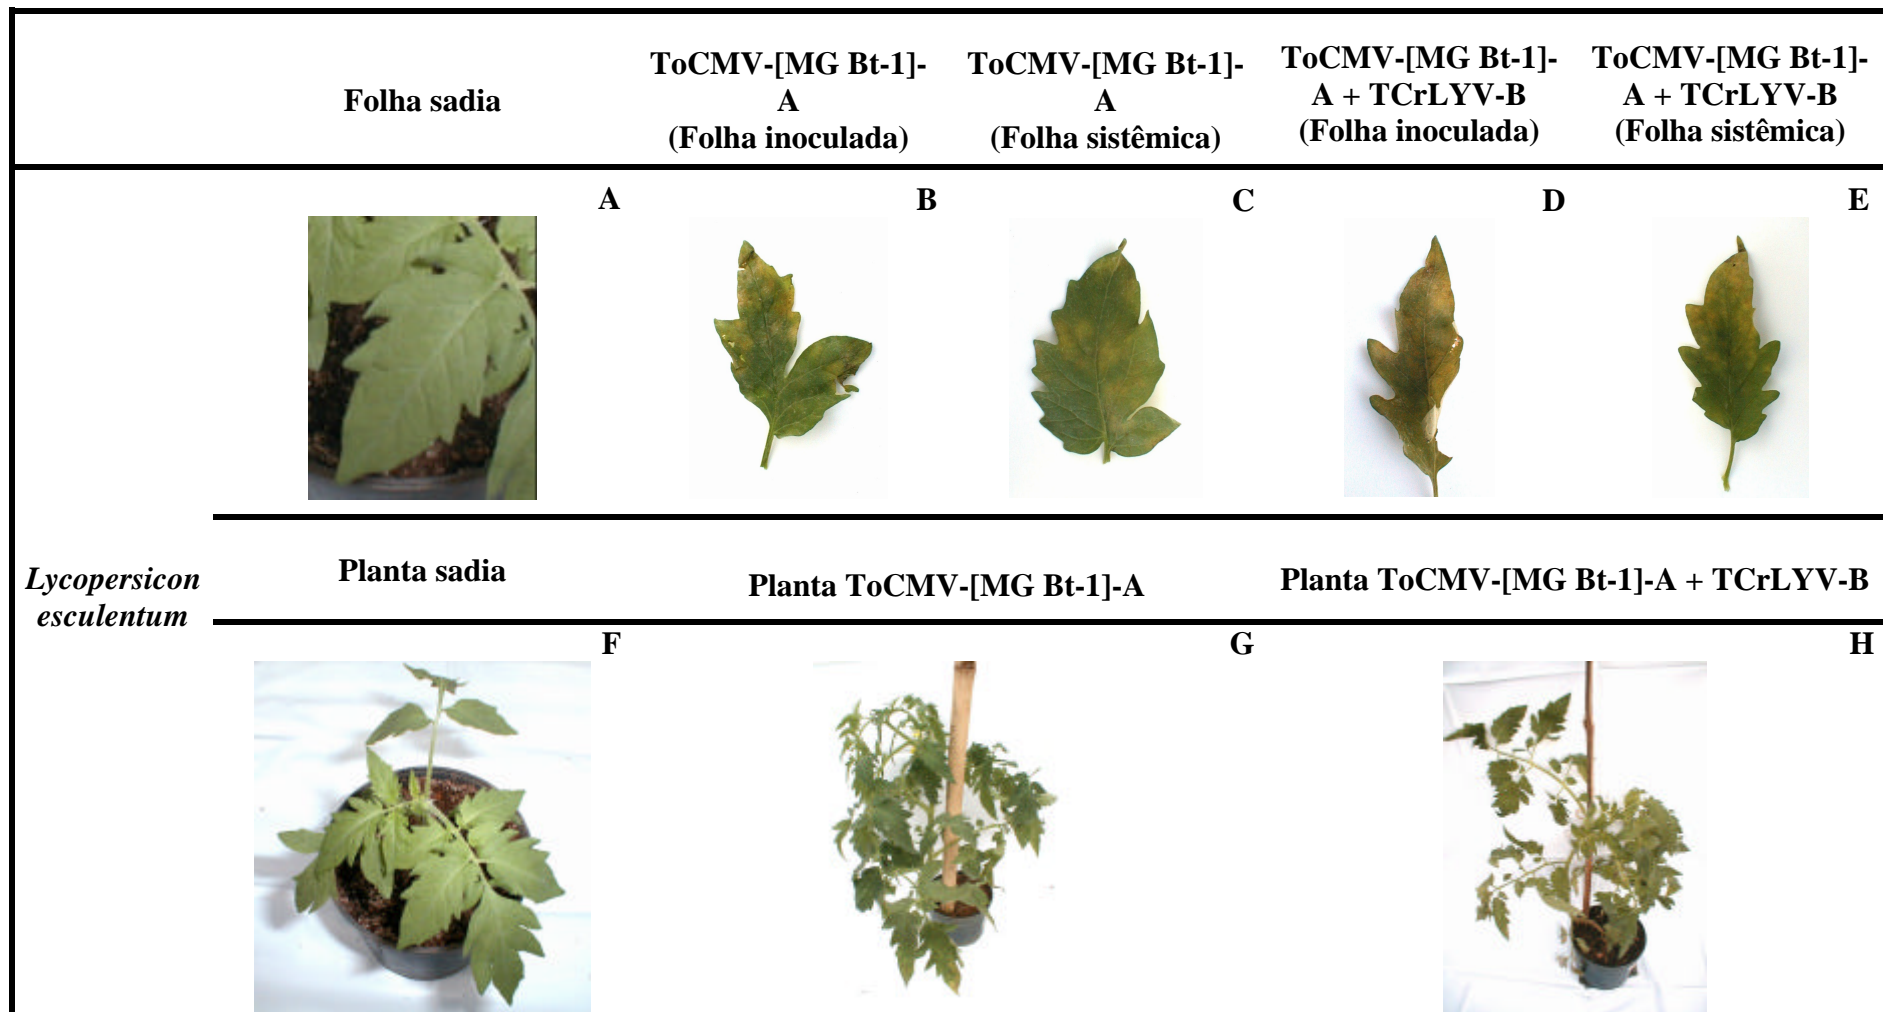 Folha sadia
ToCMV-[MG Bt-1]-
A
(Folha inoculada)
ToCMV-[MG Bt-1]-
A
(Folha sistêmica)
ToCMV-[MG Bt-1]-
A + TCrLYV-B
(Folha inoculada)
ToCMV-[MG Bt-1]-
A + TCrLYV-B
(Folha sistêmica)
A
B
C
D
E
Lycopersicon
esculentum
Planta sadia
Planta ToCMV-[MG Bt-1]-A
Planta ToCMV-[MG Bt-1]-A + TCrLYV-B
F
G
H